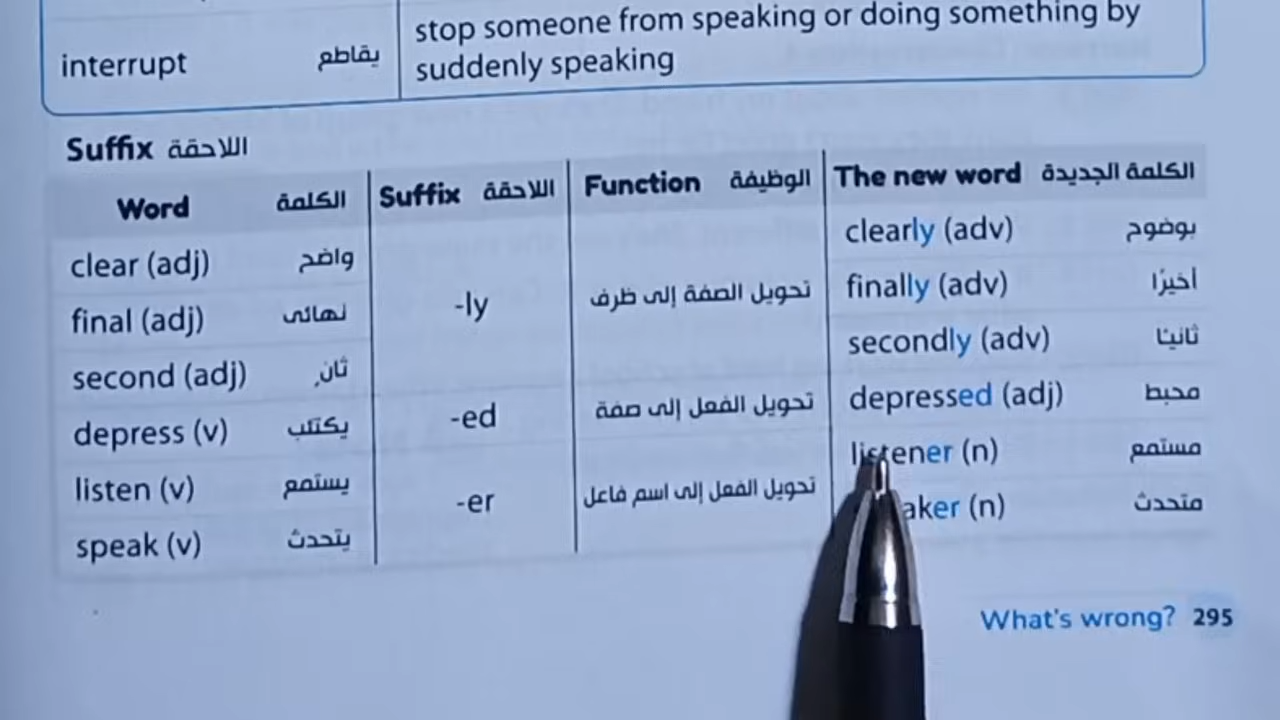 stop someone from speaking or doing something by
interrupt يقاطع suddenly speaking
Suffix اللاحقة
Word الكلمة Suffix اللاحقة Function الوظيفة The new word الكلمة الجديدة
clear (adj) واضح clearly (adv) بوضوح
final (adj) نهائى -ly تحويل الصفة إلى ظرف finally (adv) أخيرًا
second (adj) ثانٍ secondly (adv) ثانيًا
depress (v) يكتئب -ed تحويل الفعل إلى صفة depressed (adj) محبط
listen (v) يستمع -er تحويل الفعل إلى اسم فاعل listener (n) مستمع
speak (v) يتحدث aker (n) متحدث
What's wrong? 295